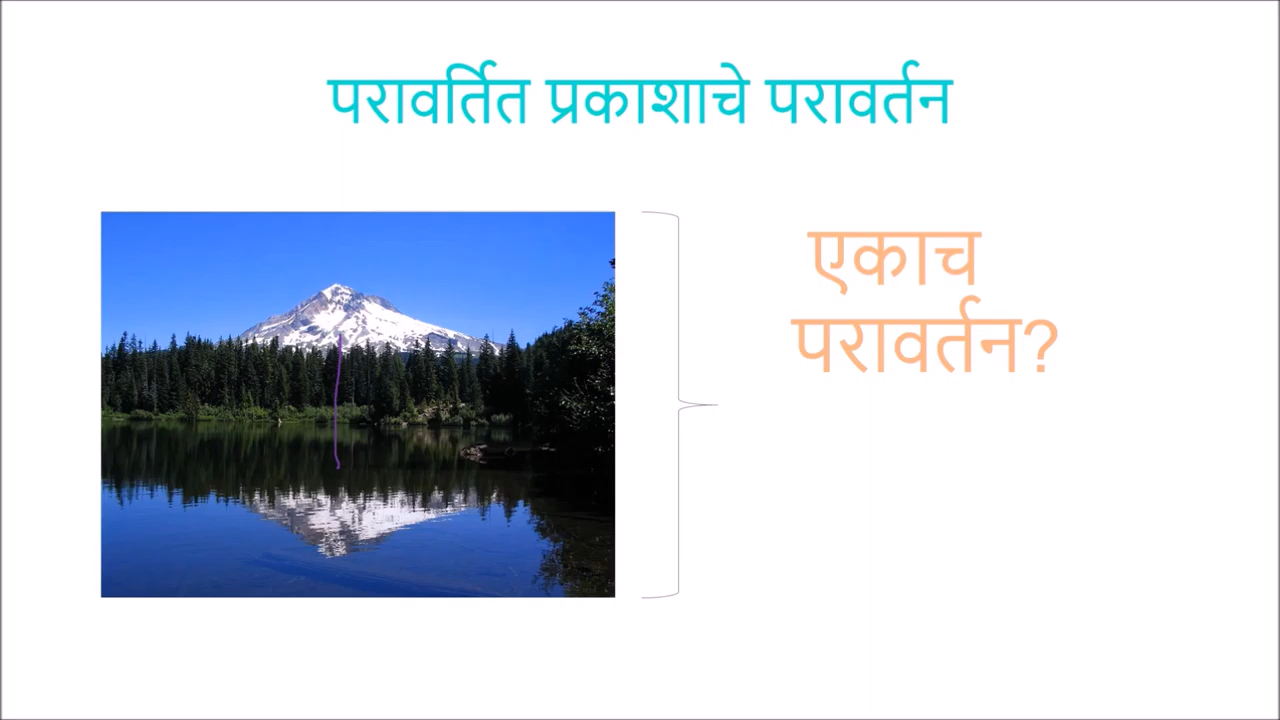 परावर्तित प्रकाशाचे परावर्तन
एकाच
परावर्तन?